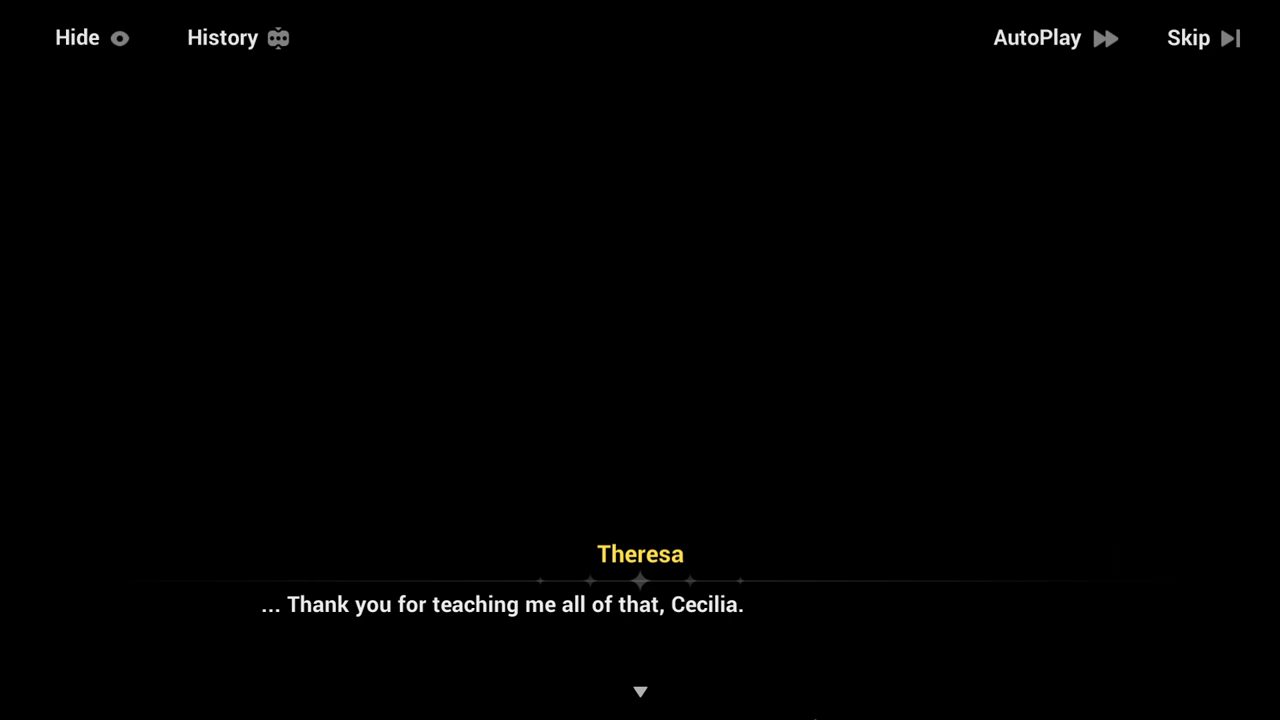 Hide
History
AutoPlay
Skip
Theresa
... Thank you for teaching me all of that, Cecilia.